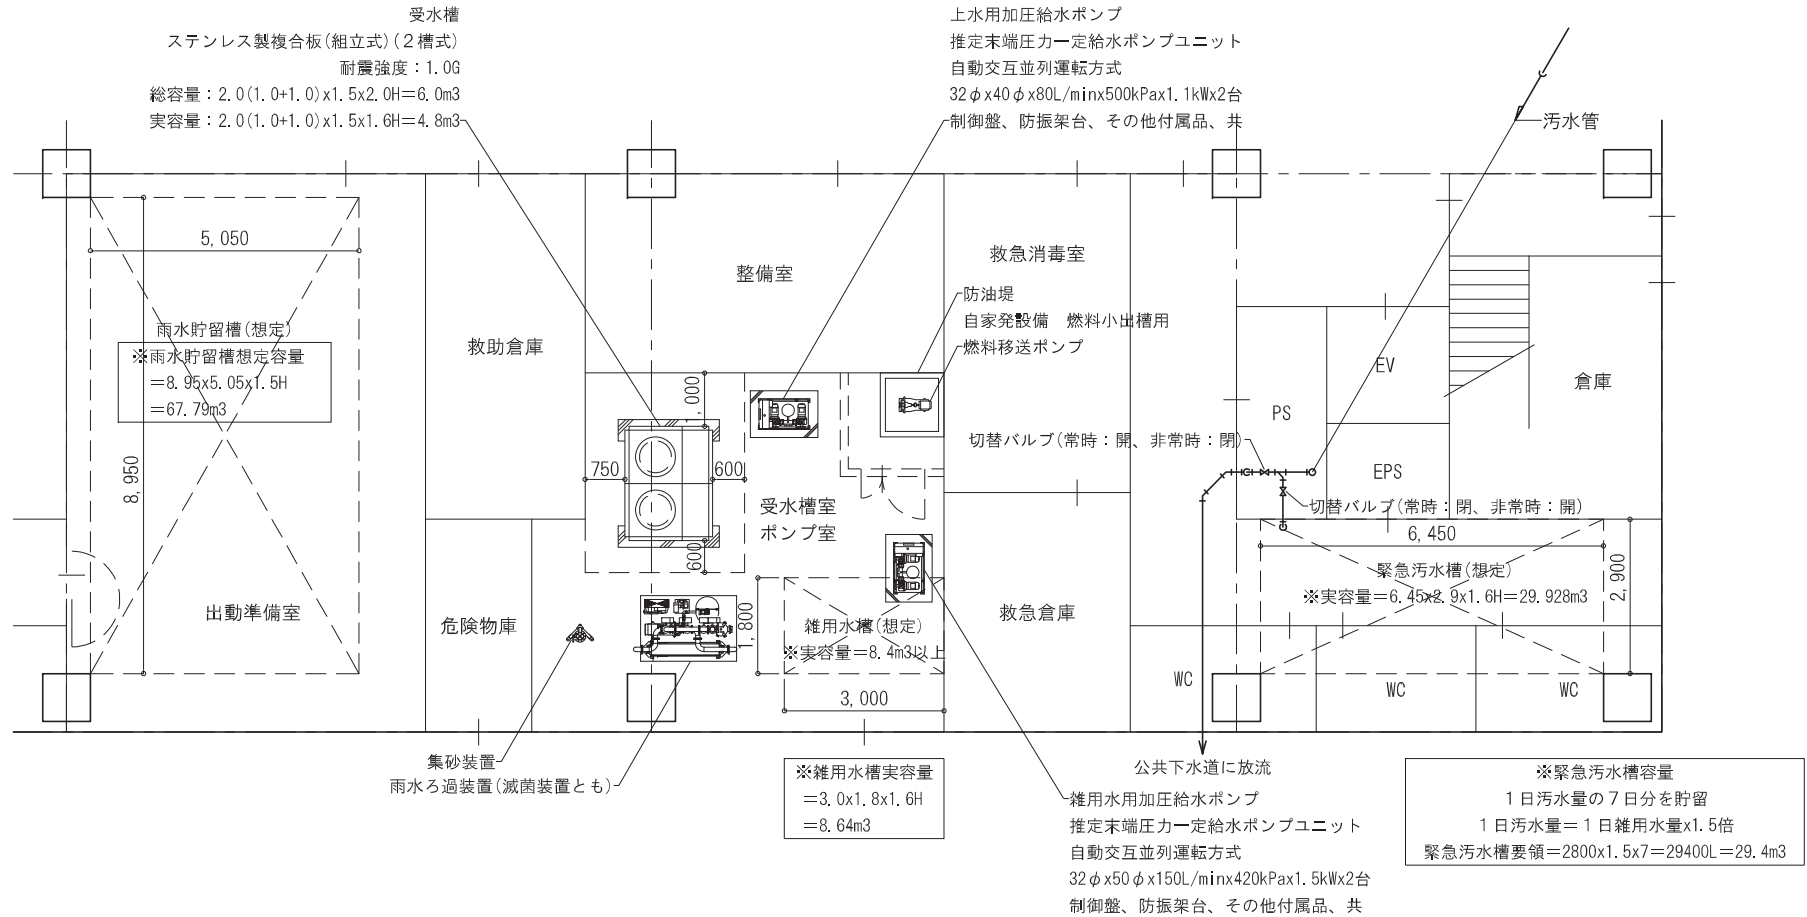 受水槽
ステンレス製複合板(組立式)(２槽式)
耐震強度：1.0G
総容量：2.0(1.0+1.0)x1.5x2.0H＝6.0m3
実容量：2.0(1.0+1.0)x1.5x1.6H＝4.8m3
上水用加圧給水ポンプ
推定末端圧力一定給水ポンプユニット
自動交互並列運転方式
32φx40φx80L/minx500kPax1.1kWx2台
制御盤、防振架台、その他付属品、共
汚水管
5,050
8,950
雨水貯留槽(想定)
※雨水貯留槽想定容量
＝8.95x5.05x1.5H
＝67.79m3
出動準備室
救助倉庫
危険物庫
整備室
救急消毒室
防油堤
自家発設備　燃料小出槽用
燃料移送ポンプ
1,000
750
600
600
受水槽室
ポンプ室
EV
倉庫
PS
切替バルブ(常時：開、非常時：閉)
EPS
切替バルブ(常時：閉、非常時：開)
6,450
2,900
緊急汚水槽(想定)
※実容量＝6.45x2.9x1.6H＝29.928m3
1,800
雑用水槽(想定)
※実容量＝8.4m3以上
3,000
救急倉庫
WC
WC
WC
集砂装置
雨水ろ過装置(滅菌装置とも)
※雑用水槽実容量
＝3.0x1.8x1.6H
＝8.64m3
公共下水道に放流
雑用水用加圧給水ポンプ
推定末端圧力一定給水ポンプユニット
自動交互並列運転方式
32φx50φx150L/minx420kPax1.5kWx2台
制御盤、防振架台、その他付属品、共
※緊急汚水槽容量
１日汚水量の７日分を貯留
１日汚水量＝１日雑用水量x1.5倍
緊急汚水槽要領＝2800x1.5x7＝29400L＝29.4m3